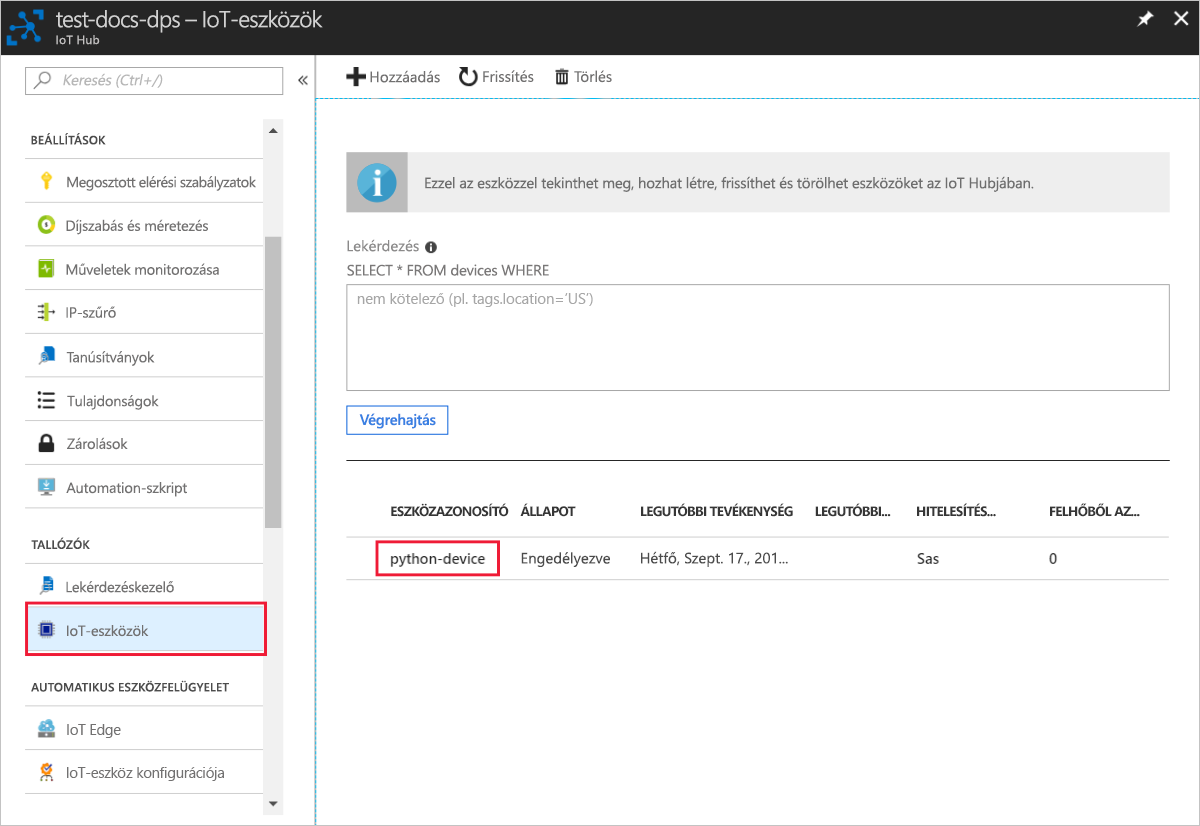 test-docs-dps – IoT-eszközök
IoT Hub
Keresés (Ctrl+/)
«
BEÁLLÍTÁSOK
Megosztott elérési szabályzatok
Díjszabás és méretezés
Műveletek monitorozása
IP-szűrő
Tanúsítványok
Tulajdonságok
Zárolások
Automation-szkript
TALLÓZÓK
Lekérdezéskezelő
IoT-eszközök
AUTOMATIKUS ESZKÖZFELÜGYELET
IoT Edge
IoT-eszköz konfigurációja
Hozzáadás Frissítés Törlés
Ezzel az eszközzel tekinthet meg, hozhat létre, frissíthet és törölhet eszközöket az IoT Hubjában.
Lekérdezés
SELECT * FROM devices WHERE
nem kötelező (pl. tags.location='US')
Végrehajtás
ESZKÖZAZONOSÍTÓ ÁLLAPOT LEGUTÓBBI TEVÉKENYSÉG LEGUTÓBBI... HITELESÍTÉS... FELHŐBŐL AZ...
python-device Engedélyezve Hétfő, Szept. 17., 201... Sas 0